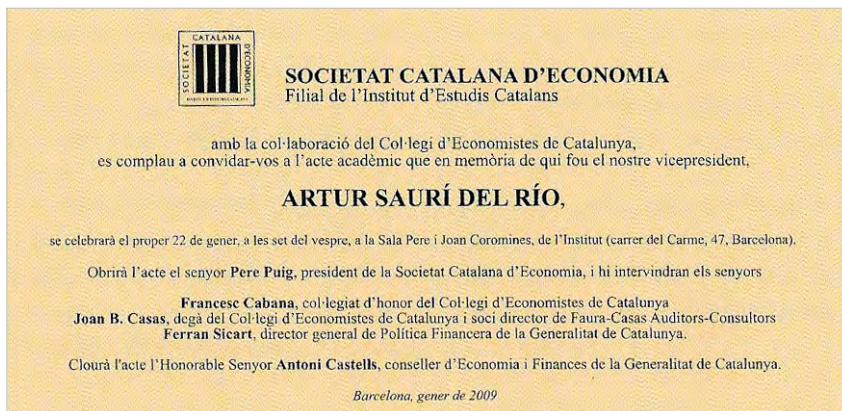 SOCIETAT
CATALANA
D'ECONOMIA
SOCIETAT CATALANA D'ECONOMIA
Filial de l'Institut d'Estudis Catalans
amb la col·laboració del Col·legi d'Economistes de Catalunya,
es complau a convidar-vos a l'acte acadèmic que en memòria de qui fou el nostre vicepresident,
ARTUR SAURÍ DEL RÍO,
se celebrarà el proper 22 de gener, a les set del vespre, a la Sala Pere i Joan Coromines, de l'Institut (carrer del Carme, 47, Barcelona).
Obrirà l'acte el senyor Pere Puig, president de la Societat Catalana d'Economia, i hi intervindran els senyors
Francesc Cabana, col·legiat d'honor del Col·legi d'Economistes de Catalunya
Joan B. Casas, degà del Col·legi d'Economistes de Catalunya i soci director de Faura-Casas Auditors-Consultors
Ferran Sicart, director general de Política Financera de la Generalitat de Catalunya.
Clourà l'acte l'Honorable Senyor Antoni Castells, conseller d'Economia i Finances de la Generalitat de Catalunya.
Barcelona, gener de 2009